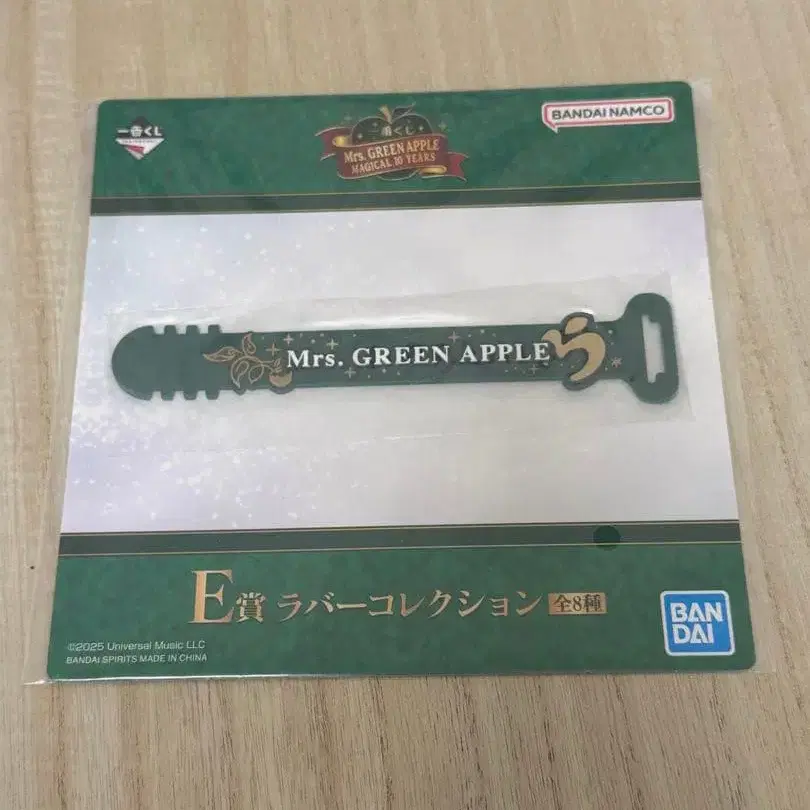 一番くじ
一番くじ
Mrs. GREEN APPLE
MAGICAL 10 YEARS
BANDAI NAMCO
Mrs. GREEN APPLE
E賞 ラバーコレクション 全8種
©2025 Universal Music LLC
BANDAI SPIRITS MADE IN CHINA
BAN
DAI